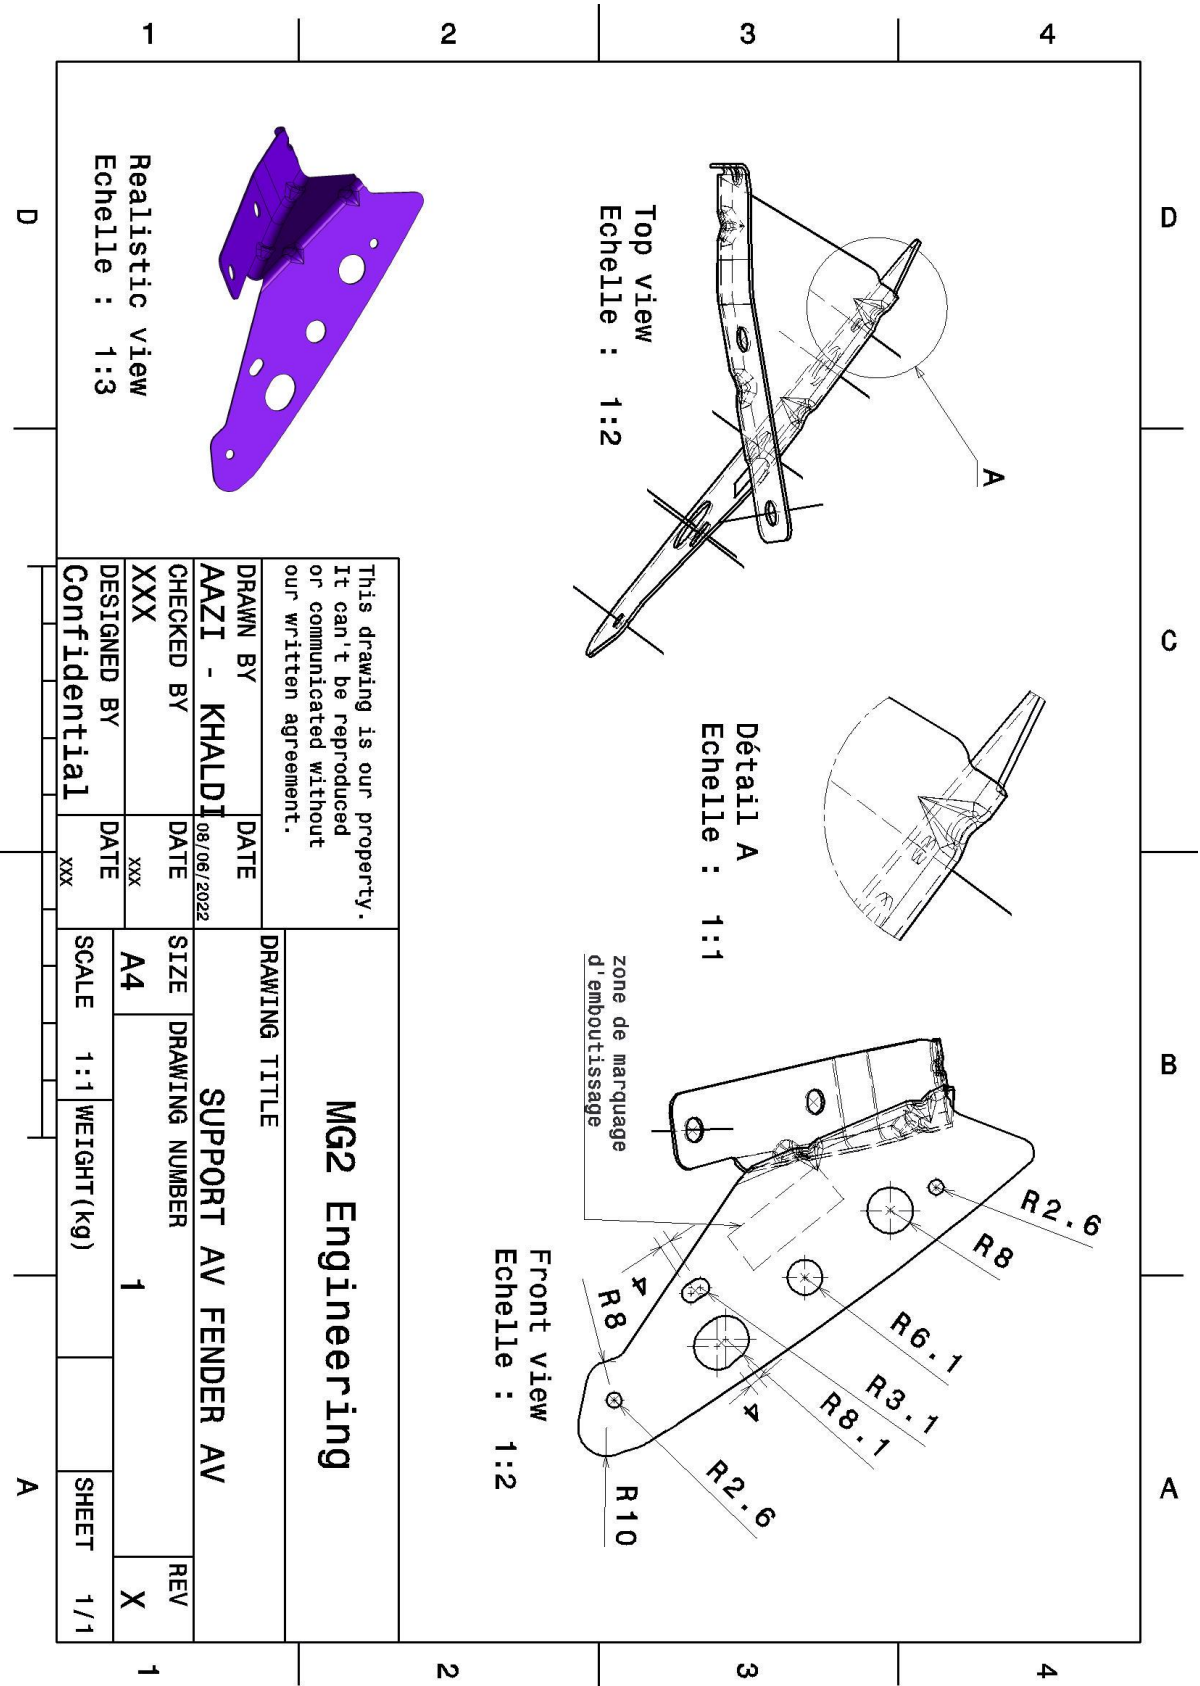 4
3
2
1
D
C
B
A
Top view
Echelle : 1:2
A
Détail A
Echelle : 1:1
R2.6
R8
R6.1
R3.1
R8.1
R2.6
R10
R8
4
4
zone de marquage
d'emboutissage
Front view
Echelle : 1:2
Realistic view
Echelle : 1:3
This drawing is our property.
It can't be reproduced
or communicated without
our written agreement.
MG2 Engineering
DRAWN BY
AAZI - KHALDI
DATE
08/06/2022
CHECKED BY
XXX
DATE
XXX
DESIGNED BY
Confidential
DATE
XXX
DRAWING TITLE
SUPPORT AV FENDER AV
SIZE
A4
DRAWING NUMBER
1
REV
X
SCALE 1:1
WEIGHT(kg)
SHEET 1/1
4
3
2
1
D
A